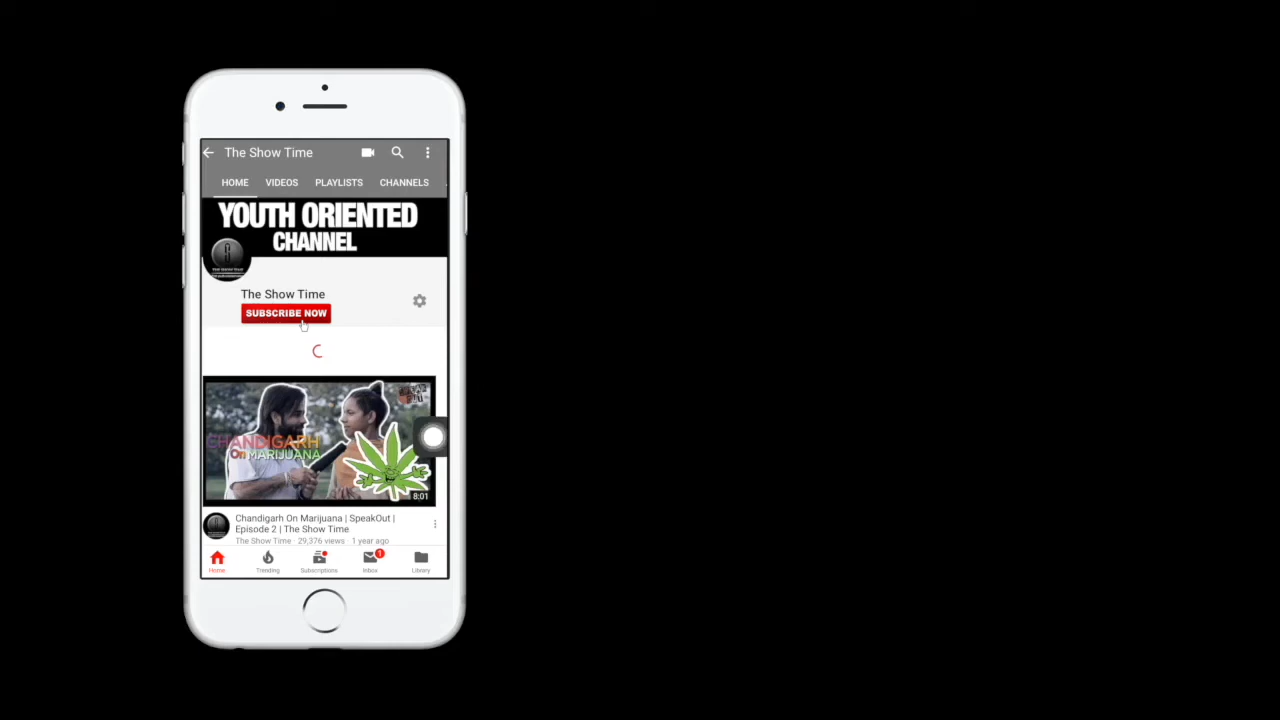 The Show Time
HOME VIDEOS PLAYLISTS CHANNELS
YOUTH ORIENTED
CHANNEL
The Show Time
SUBSCRIBE NOW
CHANDIGARH
On MARIJUANA
8:01
Chandigarh On Marijuana | SpeakOut |
Episode 2 | The Show Time
The Show Time · 29,376 views · 1 year ago
1
Home Trending Subscriptions Inbox Library